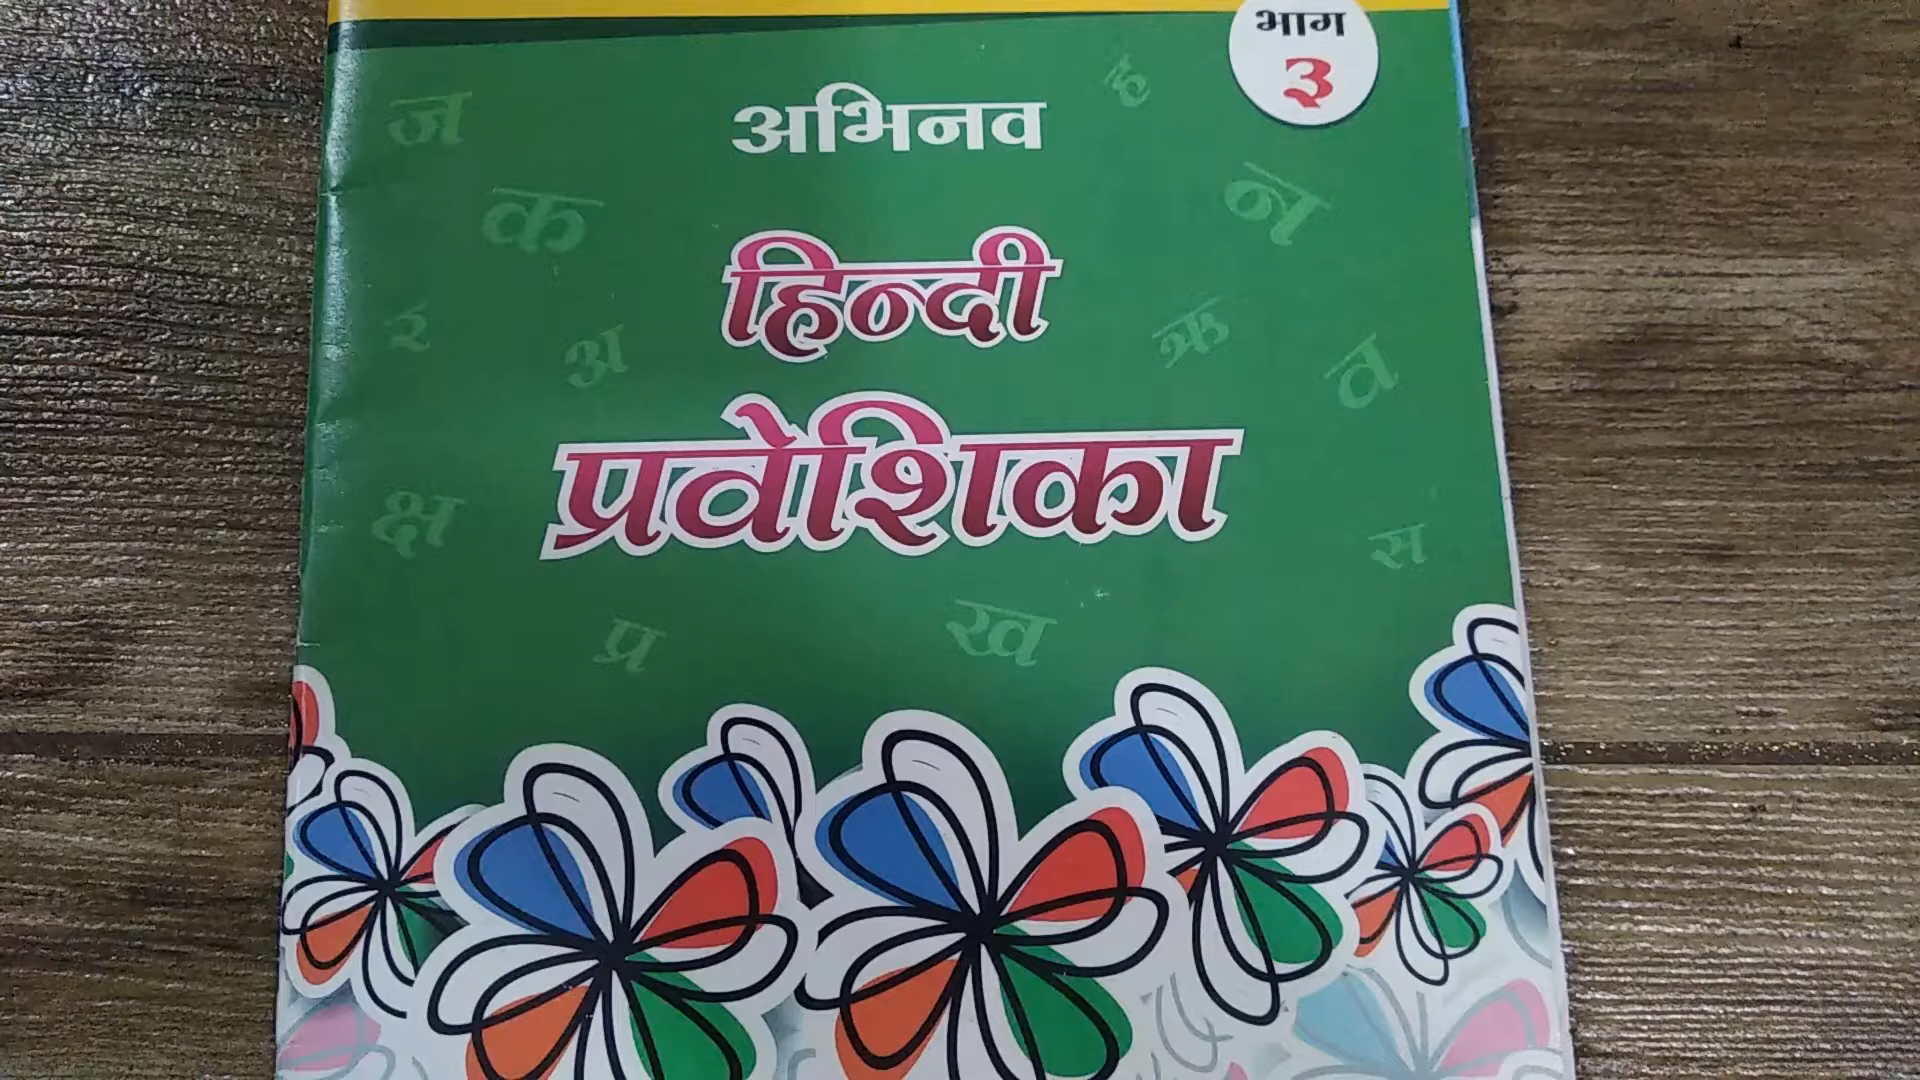 भाग
३
अभिनव
हिन्दी
प्रवेशिका
ज
ह
क
र
अ
ऋ
व
क्ष
स
प्र
ख